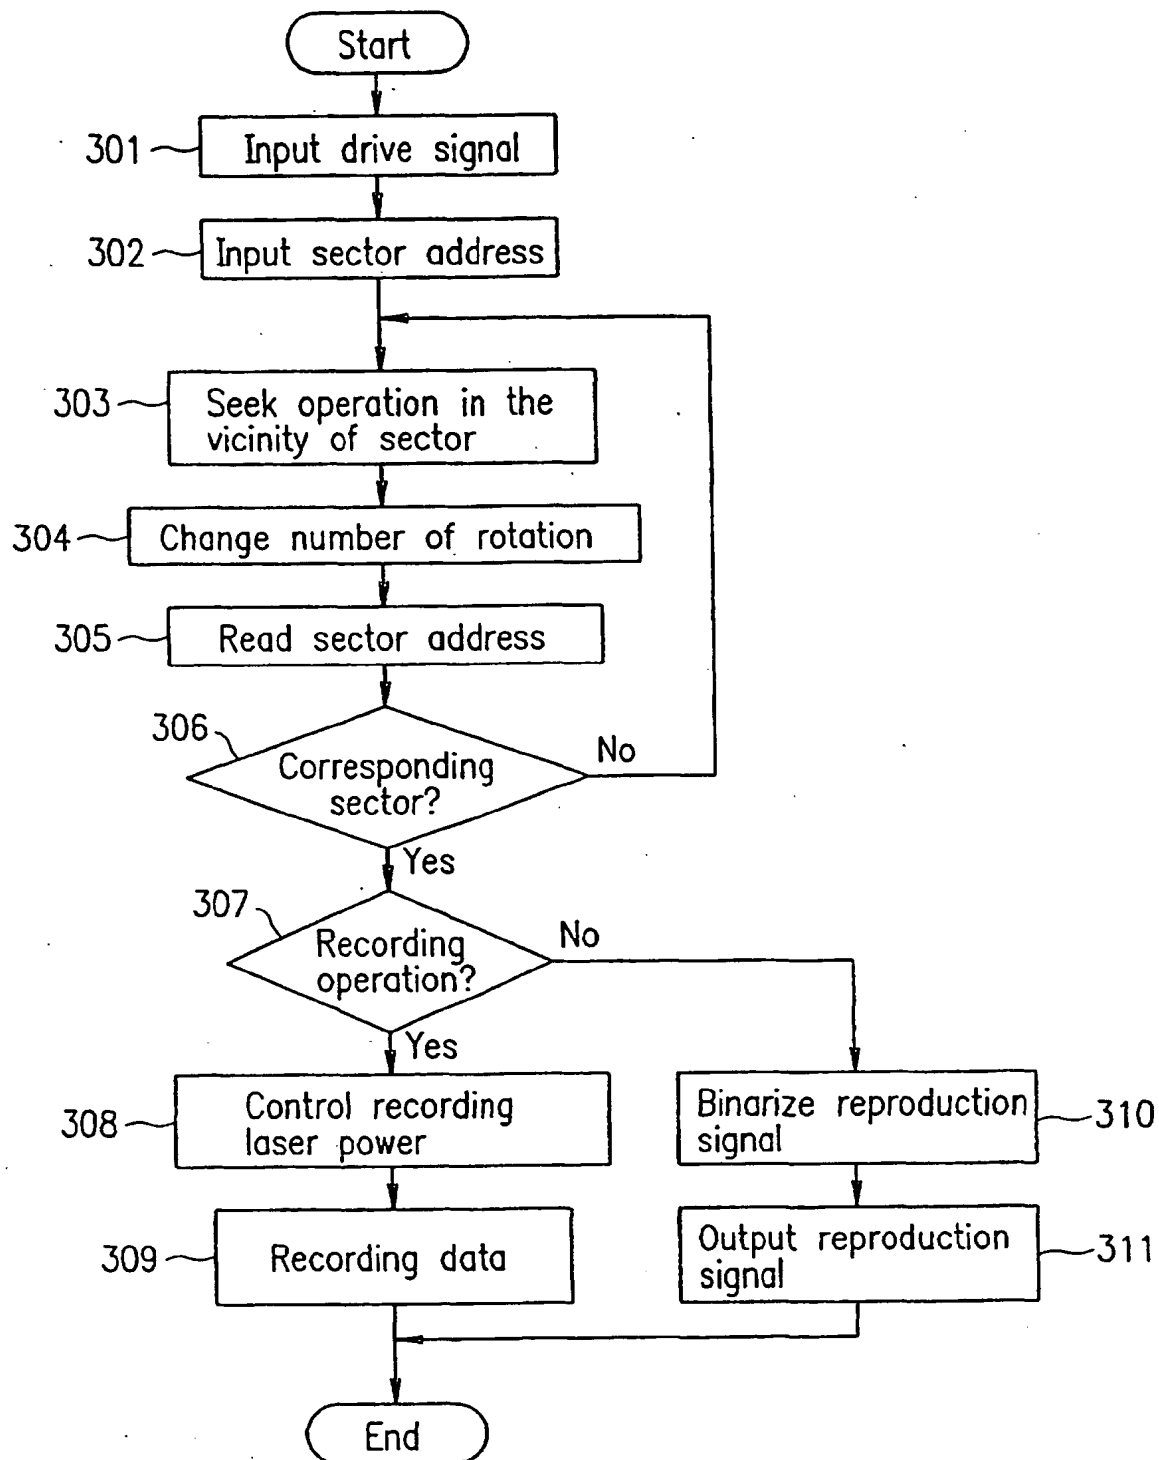 Start
301
Input drive signal
302
Input sector address
303
Seek operation in the
vicinity of sector
304
Change number of rotation
305
Read sector address
306
Corresponding
sector?
No
Yes
307
Recording
operation?
No
Yes
308
Control recording
laser power
Binarize reproduction
signal
310
309
Recording data
Output reproduction
signal
311
End